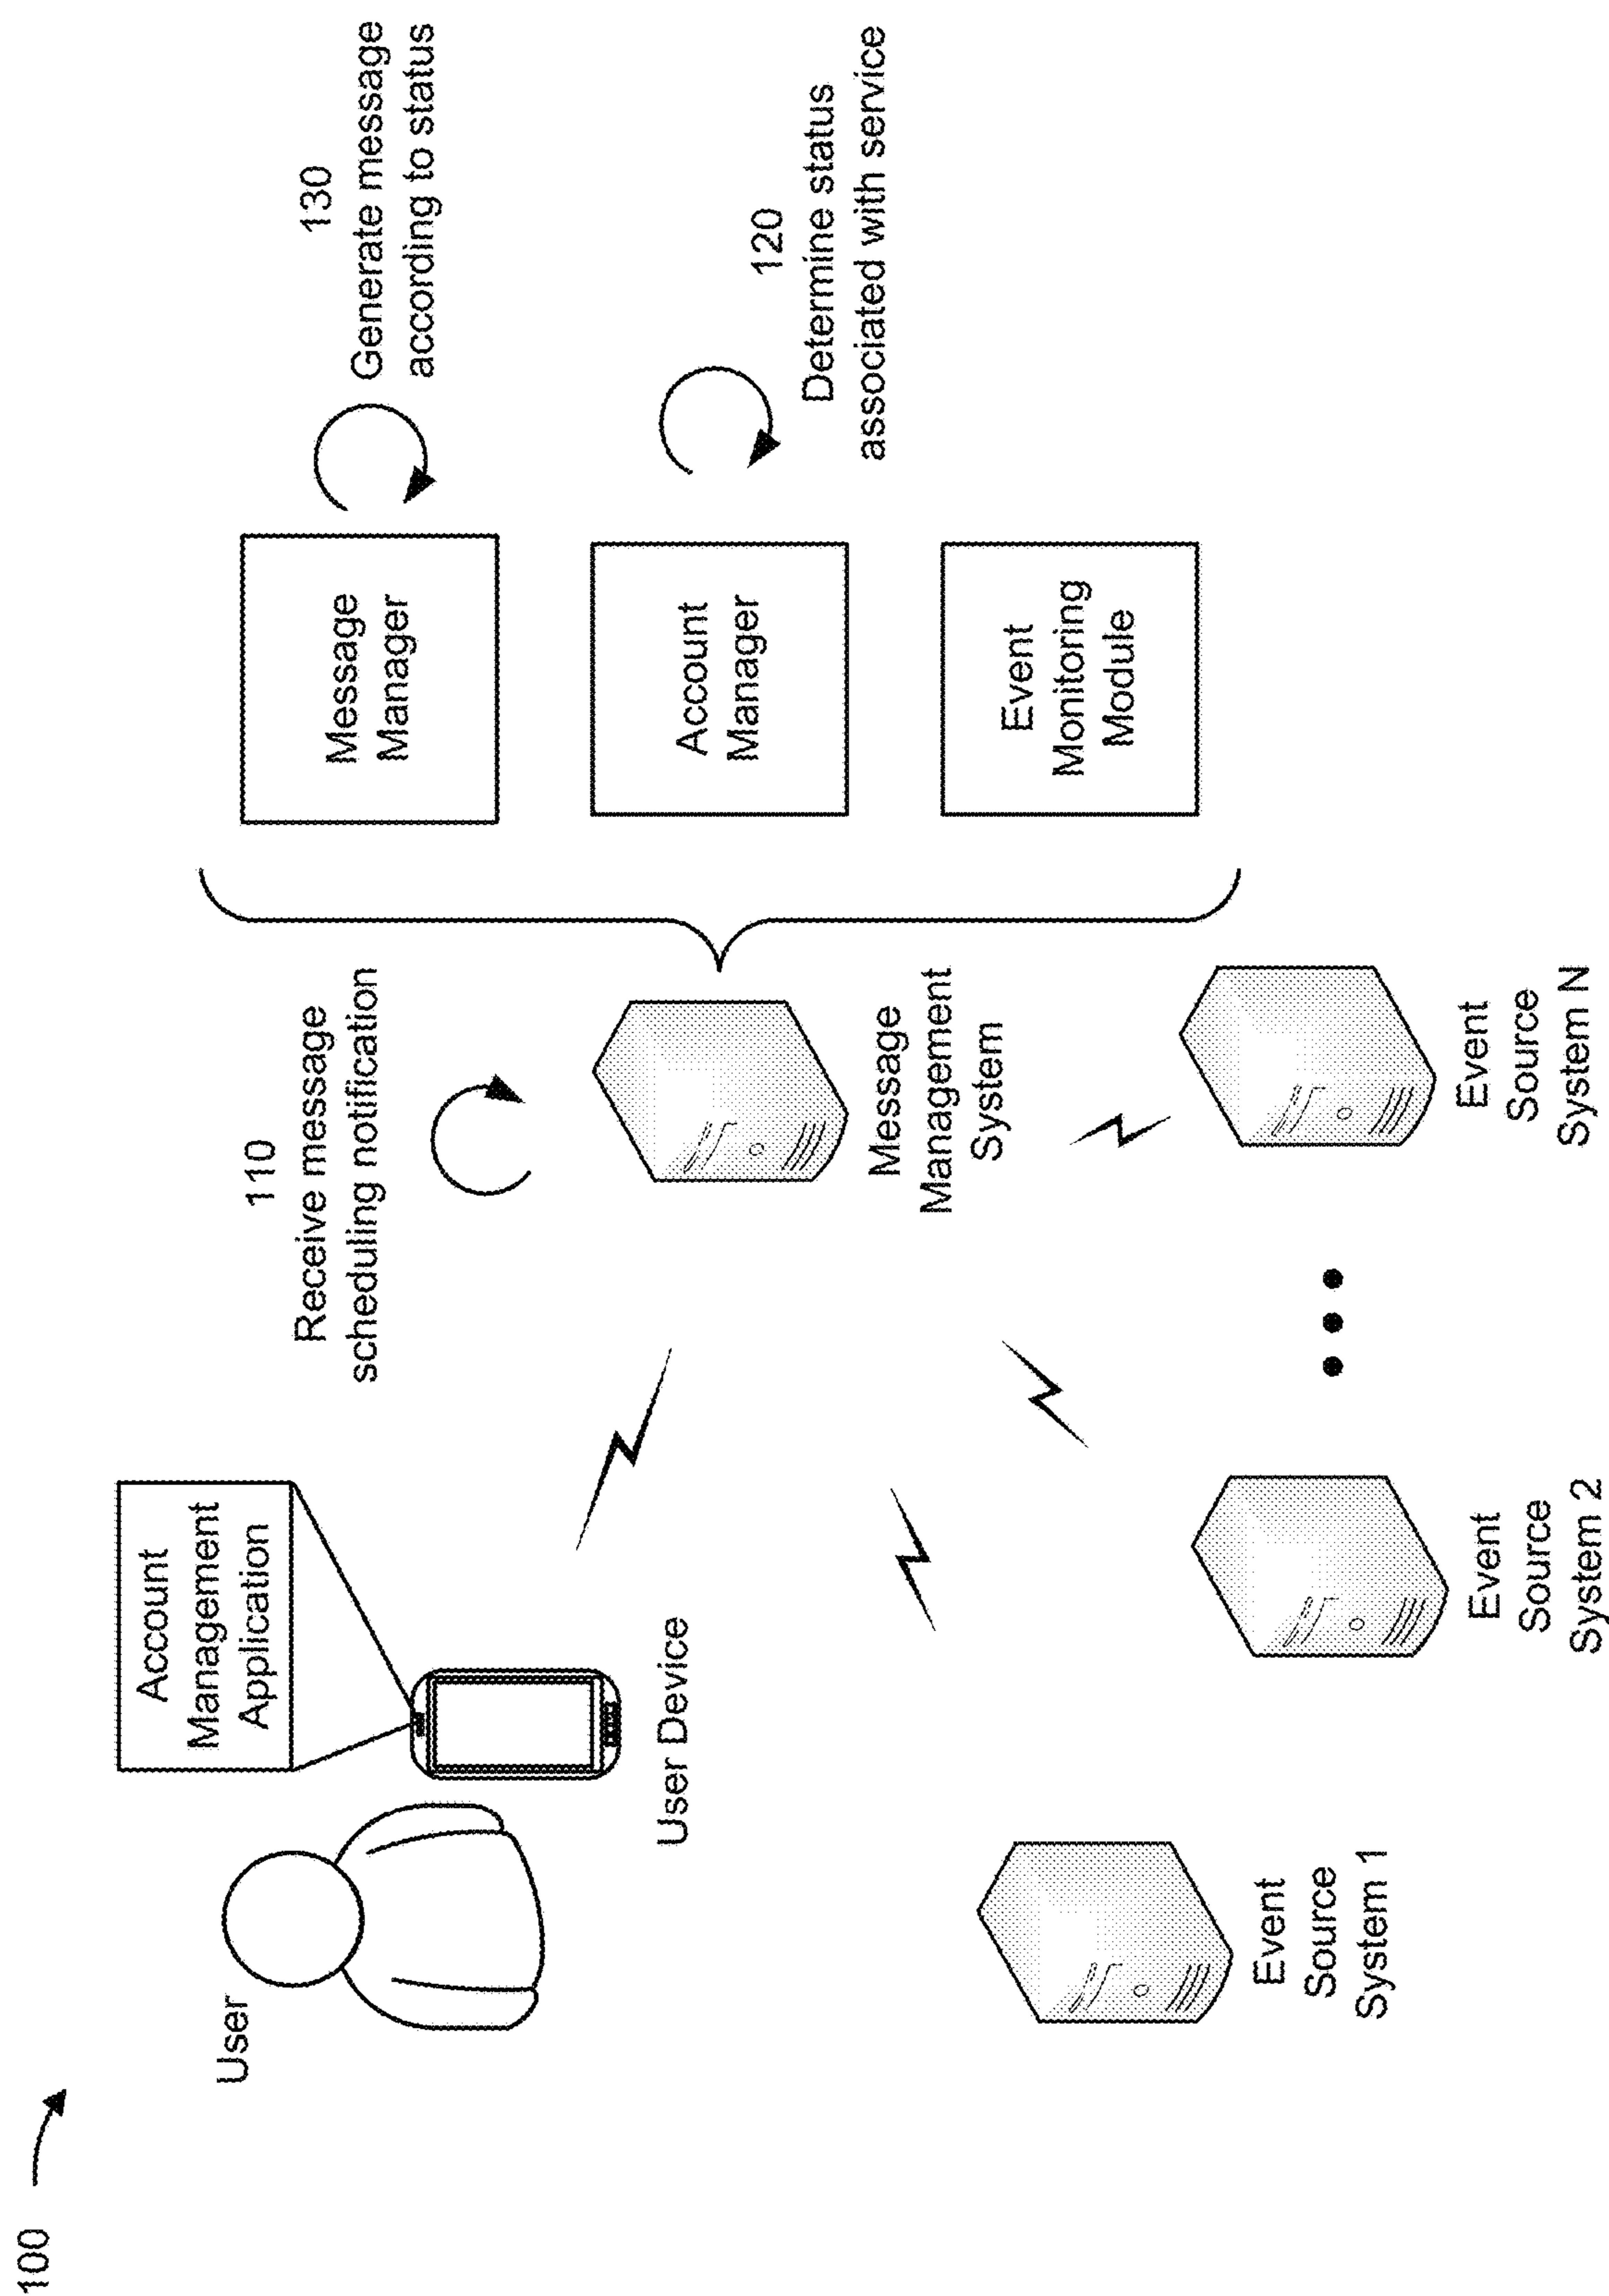 100
User
Account
Management
Application
User Device
110
Receive message
scheduling notification
Message
Management
System
Message
Manager
130
Generate message
according to status
Account
Manager
120
Determine status
associated with service
Event
Monitoring
Module
Event
Source
System 1
Event
Source
System 2
Event
Source
System N